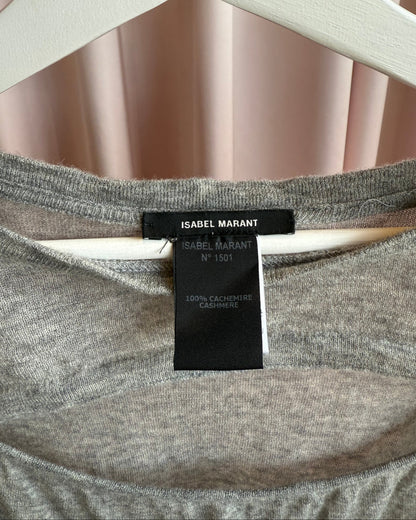 ISABEL MARANT
ISABEL MARANT
N° 1501
100% CACHEMIRE
CASHMERE